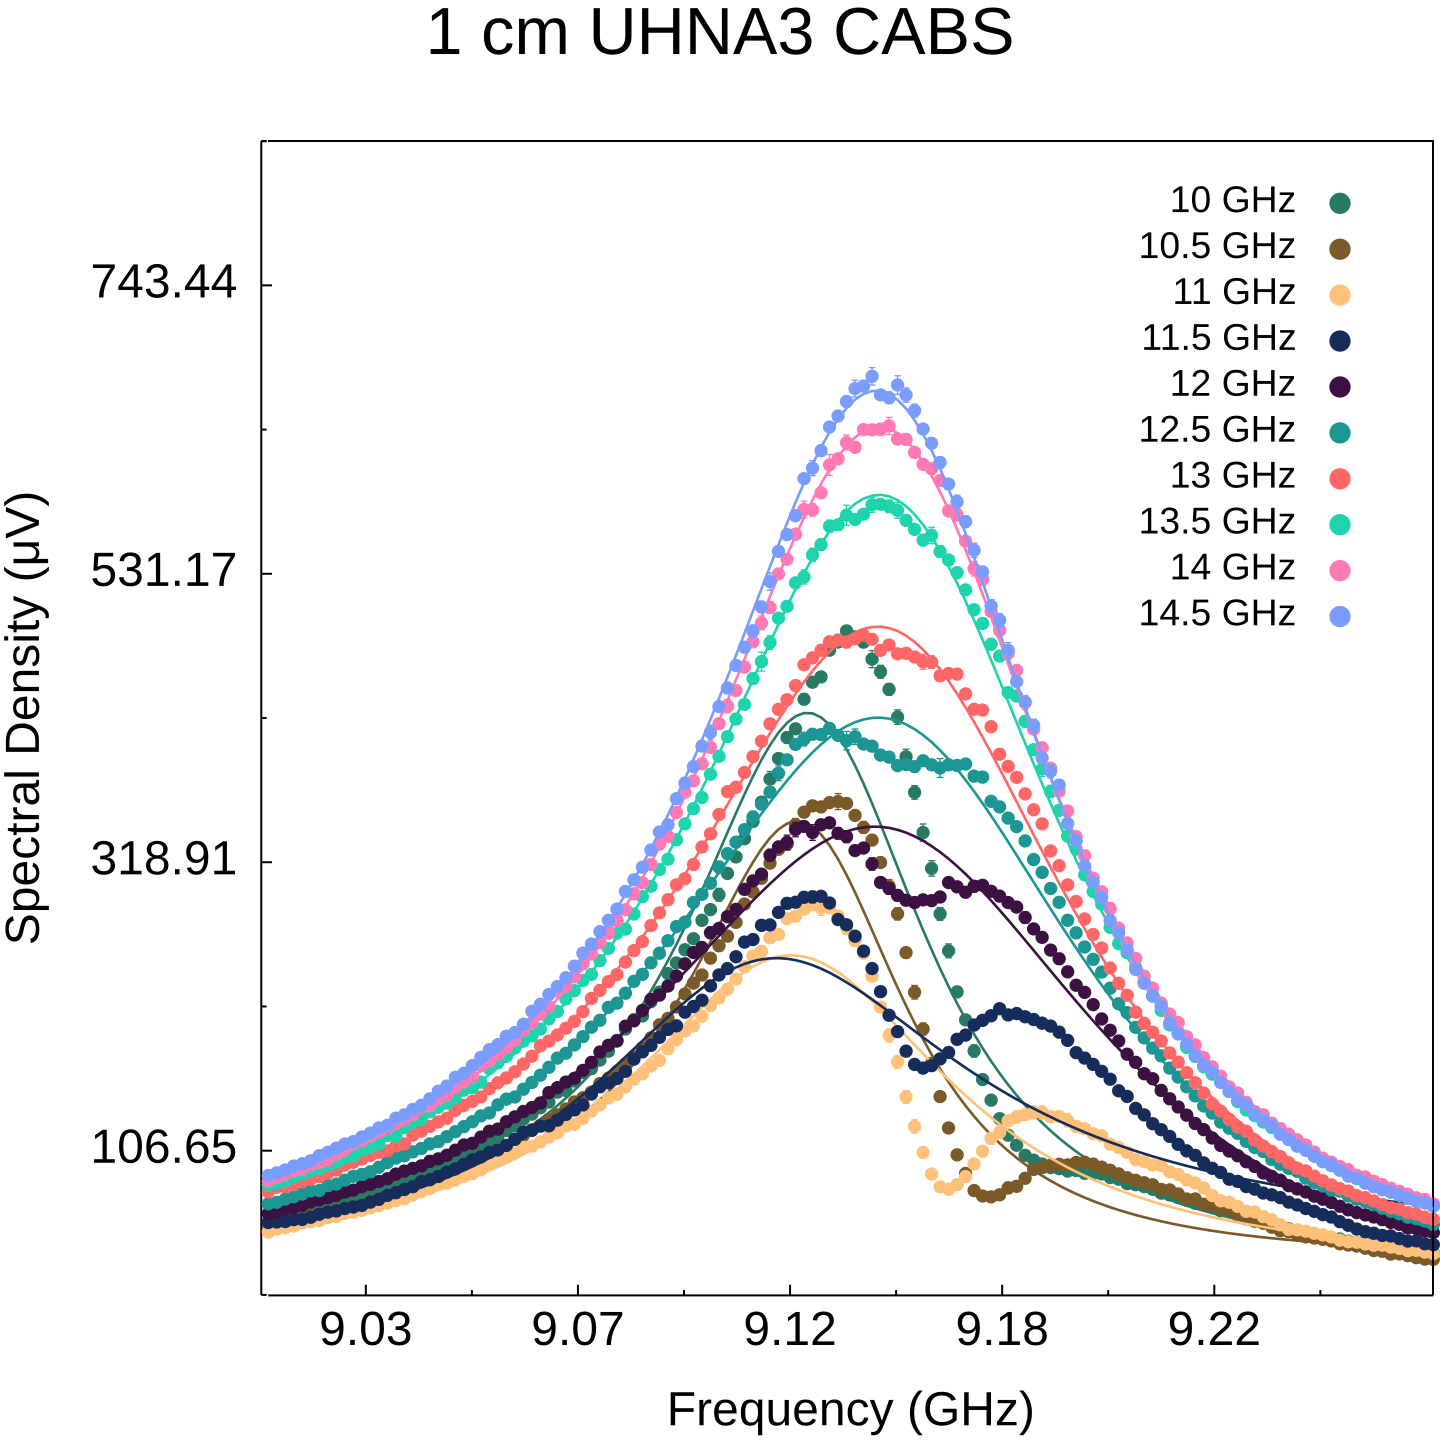 1 cm UHNA3 CABS
10 GHz
10.5 GHz
11 GHz
11.5 GHz
12 GHz
12.5 GHz
13 GHz
13.5 GHz
14 GHz
14.5 GHz
743.44
531.17
318.91
106.65
Spectral Density (μV)
9.03 9.07 9.12 9.18 9.22
Frequency (GHz)